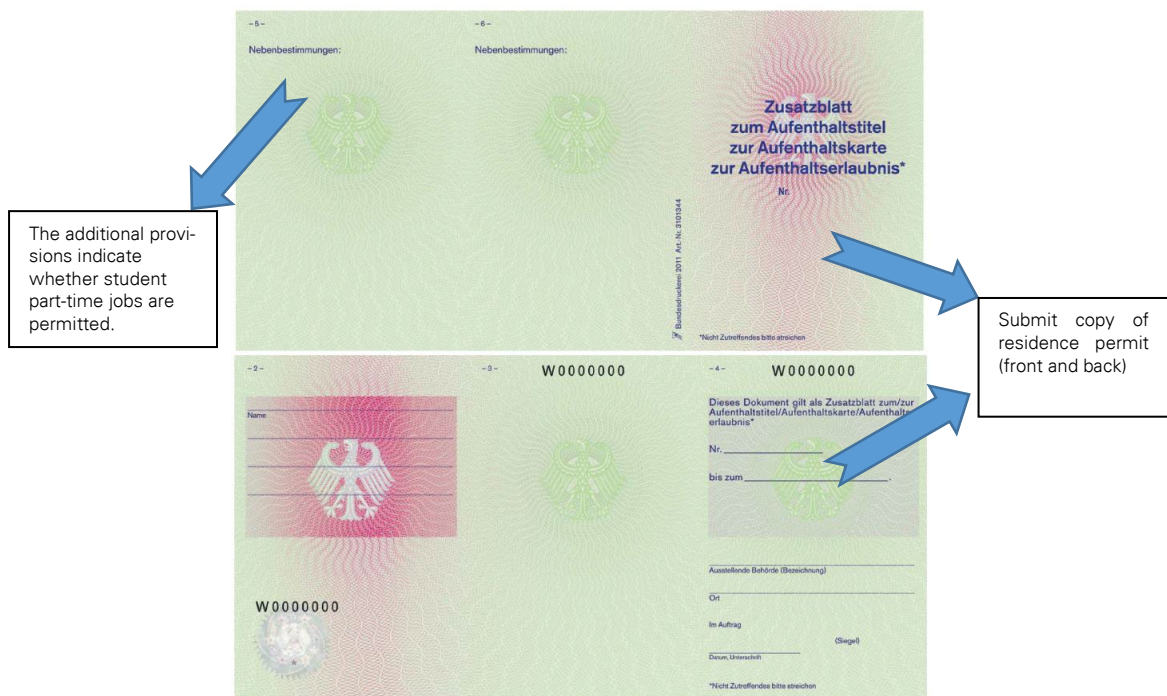 -5-
Nebenbestimmungen:
-6-
Nebenbestimmungen:
Zusatzblatt
zum Aufenthaltstitel
zur Aufenthaltskarte
zur Aufenthaltserlaubnis*
Nr.
Bundesdruckerei 2011 Art.-Nr. 3101344
*Nicht Zutreffendes bitte streichen
The additional provi-
sions indicate
whether student
part-time jobs are
permitted.
Submit copy of
residence permit
(front and back)
-2-
Name
W0000000
-3-
W0000000
-4-
W0000000
Dieses Dokument gilt als Zusatzblatt zum/zur
Aufenthaltstitel/Aufenthaltskarte/Aufenthalts-
erlaubnis*
Nr.
bis zum
.
Ausstellende Behörde (Bezeichnung)
Ort
Im Auftrag
(Siegel)
Datum, Unterschrift
*Nicht Zutreffendes bitte streichen